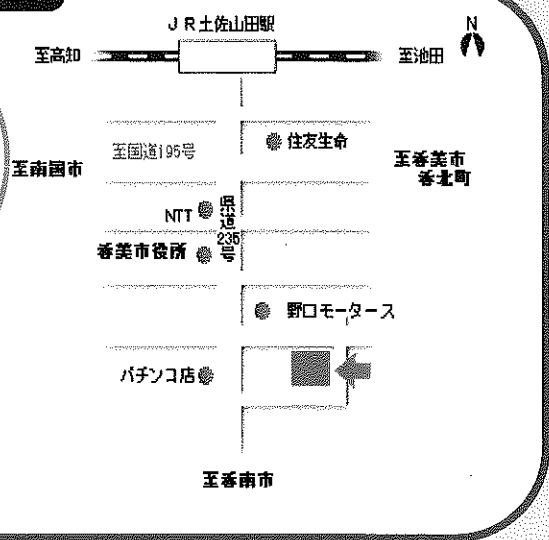 JR土佐山田駅
N
至高知
至池田
至国道195号
住友生命
至南国市
至香美市
香北町
NTT
県道235号
香美市役所
野口モータース
パチンコ店
至香南市